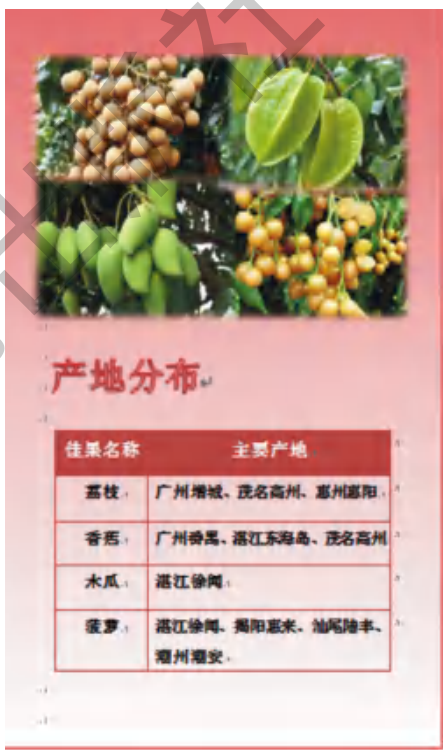 产地分布
佳果名称 主要产地
荔枝 广州增城、茂名高州、惠州惠阳
香蕉 广州番禺、湛江东海岛、茂名高州
木瓜 湛江徐闻
菠萝 湛江徐闻、揭阳惠来、汕尾陆丰、
潮州潮安